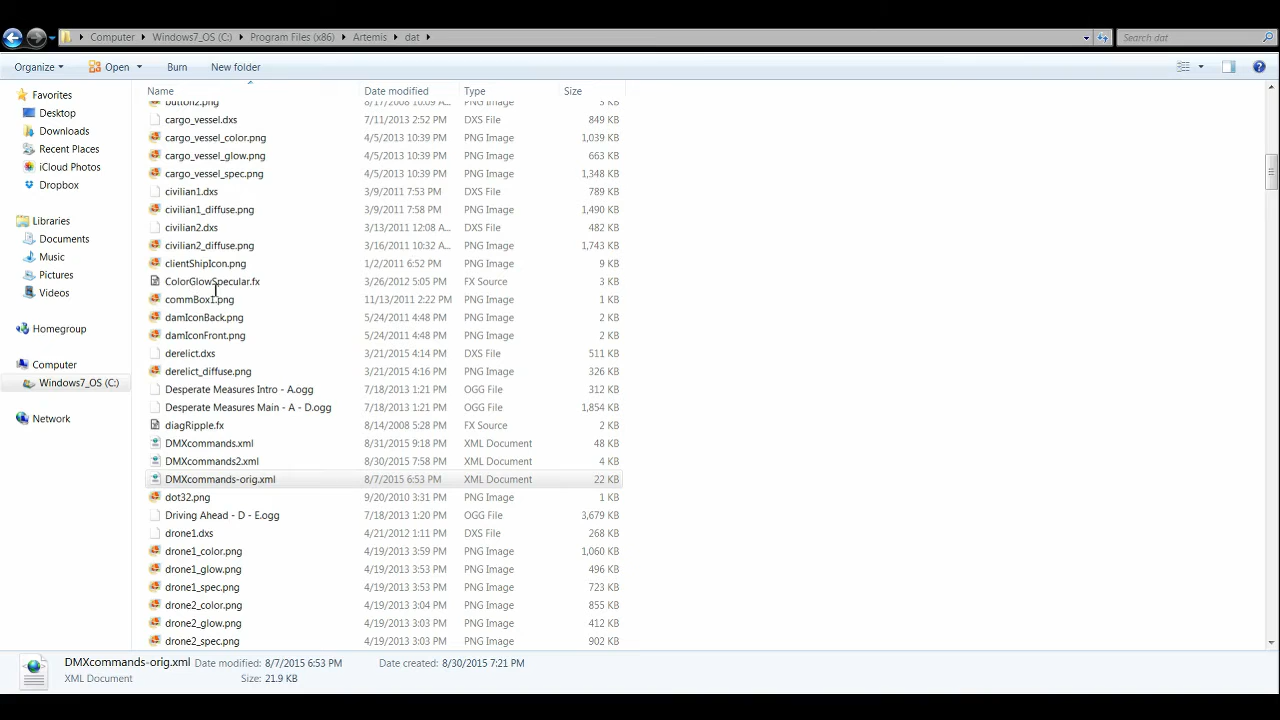 Computer Windows7_OS (C:) Program Files (x86) Artemis dat Search dat
Organize Open Burn New folder
Name Date modified Type Size
button2.png 8/17/2008 10:09 A... PNG Image 3 KB
cargo_vessel.dxs 7/11/2013 2:52 PM DXS File 849 KB
cargo_vessel_color.png 4/5/2013 10:39 PM PNG Image 1,039 KB
cargo_vessel_glow.png 4/5/2013 10:39 PM PNG Image 663 KB
cargo_vessel_spec.png 4/5/2013 10:39 PM PNG Image 1,348 KB
civilian1.dxs 3/9/2011 7:53 PM DXS File 789 KB
civilian1_diffuse.png 3/9/2011 7:58 PM PNG Image 1,490 KB
civilian2.dxs 3/13/2011 12:08 A... DXS File 482 KB
civilian2_diffuse.png 3/16/2011 10:32 A... PNG Image 1,743 KB
clientShipIcon.png 1/2/2011 6:52 PM PNG Image 9 KB
ColorGlowSpecular.fx 3/26/2012 5:05 PM FX Source 3 KB
commBox1.png 11/13/2011 2:22 PM PNG Image 1 KB
damIconBack.png 5/24/2011 4:48 PM PNG Image 2 KB
damIconFront.png 5/24/2011 4:48 PM PNG Image 2 KB
derelict.dxs 3/21/2015 4:14 PM DXS File 511 KB
derelict_diffuse.png 3/21/2015 4:16 PM PNG Image 326 KB
Desperate Measures Intro - A.ogg 7/18/2013 1:21 PM OGG File 312 KB
Desperate Measures Main - A - D.ogg 7/18/2013 1:21 PM OGG File 1,854 KB
diagRipple.fx 8/14/2008 5:28 PM FX Source 2 KB
DMXcommands.xml 8/31/2015 9:18 PM XML Document 48 KB
DMXcommands2.xml 8/30/2015 7:58 PM XML Document 4 KB
DMXcommands-orig.xml 8/7/2015 6:53 PM XML Document 22 KB
dot32.png 9/20/2010 3:31 PM PNG Image 1 KB
Driving Ahead - D - E.ogg 7/18/2013 1:20 PM OGG File 3,679 KB
drone1.dxs 4/21/2012 1:11 PM DXS File 268 KB
drone1_color.png 4/19/2013 3:59 PM PNG Image 1,060 KB
drone1_glow.png 4/19/2013 3:53 PM PNG Image 496 KB
drone1_spec.png 4/19/2013 3:53 PM PNG Image 723 KB
drone2_color.png 4/19/2013 3:04 PM PNG Image 855 KB
drone2_glow.png 4/19/2013 3:03 PM PNG Image 412 KB
drone2_spec.png 4/19/2013 3:03 PM PNG Image 902 KB
Favorites
Desktop
Downloads
Recent Places
iCloud Photos
Dropbox
Libraries
Documents
Music
Pictures
Videos
Homegroup
Computer
Windows7_OS (C:)
Network
DMXcommands-orig.xml Date modified: 8/7/2015 6:53 PM Date created: 8/30/2015 7:21 PM
XML Document Size: 21.9 KB